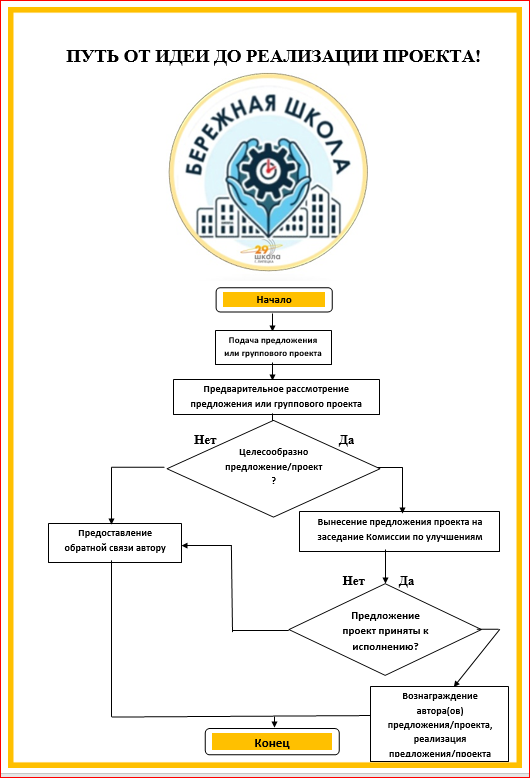 ПУТЬ ОТ ИДЕИ ДО РЕАЛИЗАЦИИ ПРОЕКТА!
БЕРЕЖНАЯ ШКОЛА
29
школа
Начало
Подача предложения
или группового проекта
Предварительное рассмотрение
предложения или группового проекта
Нет
Да
Целесообразно
предложение/проект
?
Предоставление
обратной связи автору
Вынесение предложения проекта на
заседание Комиссии по улучшениям
Нет
Да
Предложение
проект приняты к
исполнению?
Вознаграждение
автора(ов)
предложения/проекта,
реализация
предложения/проекта
Конец